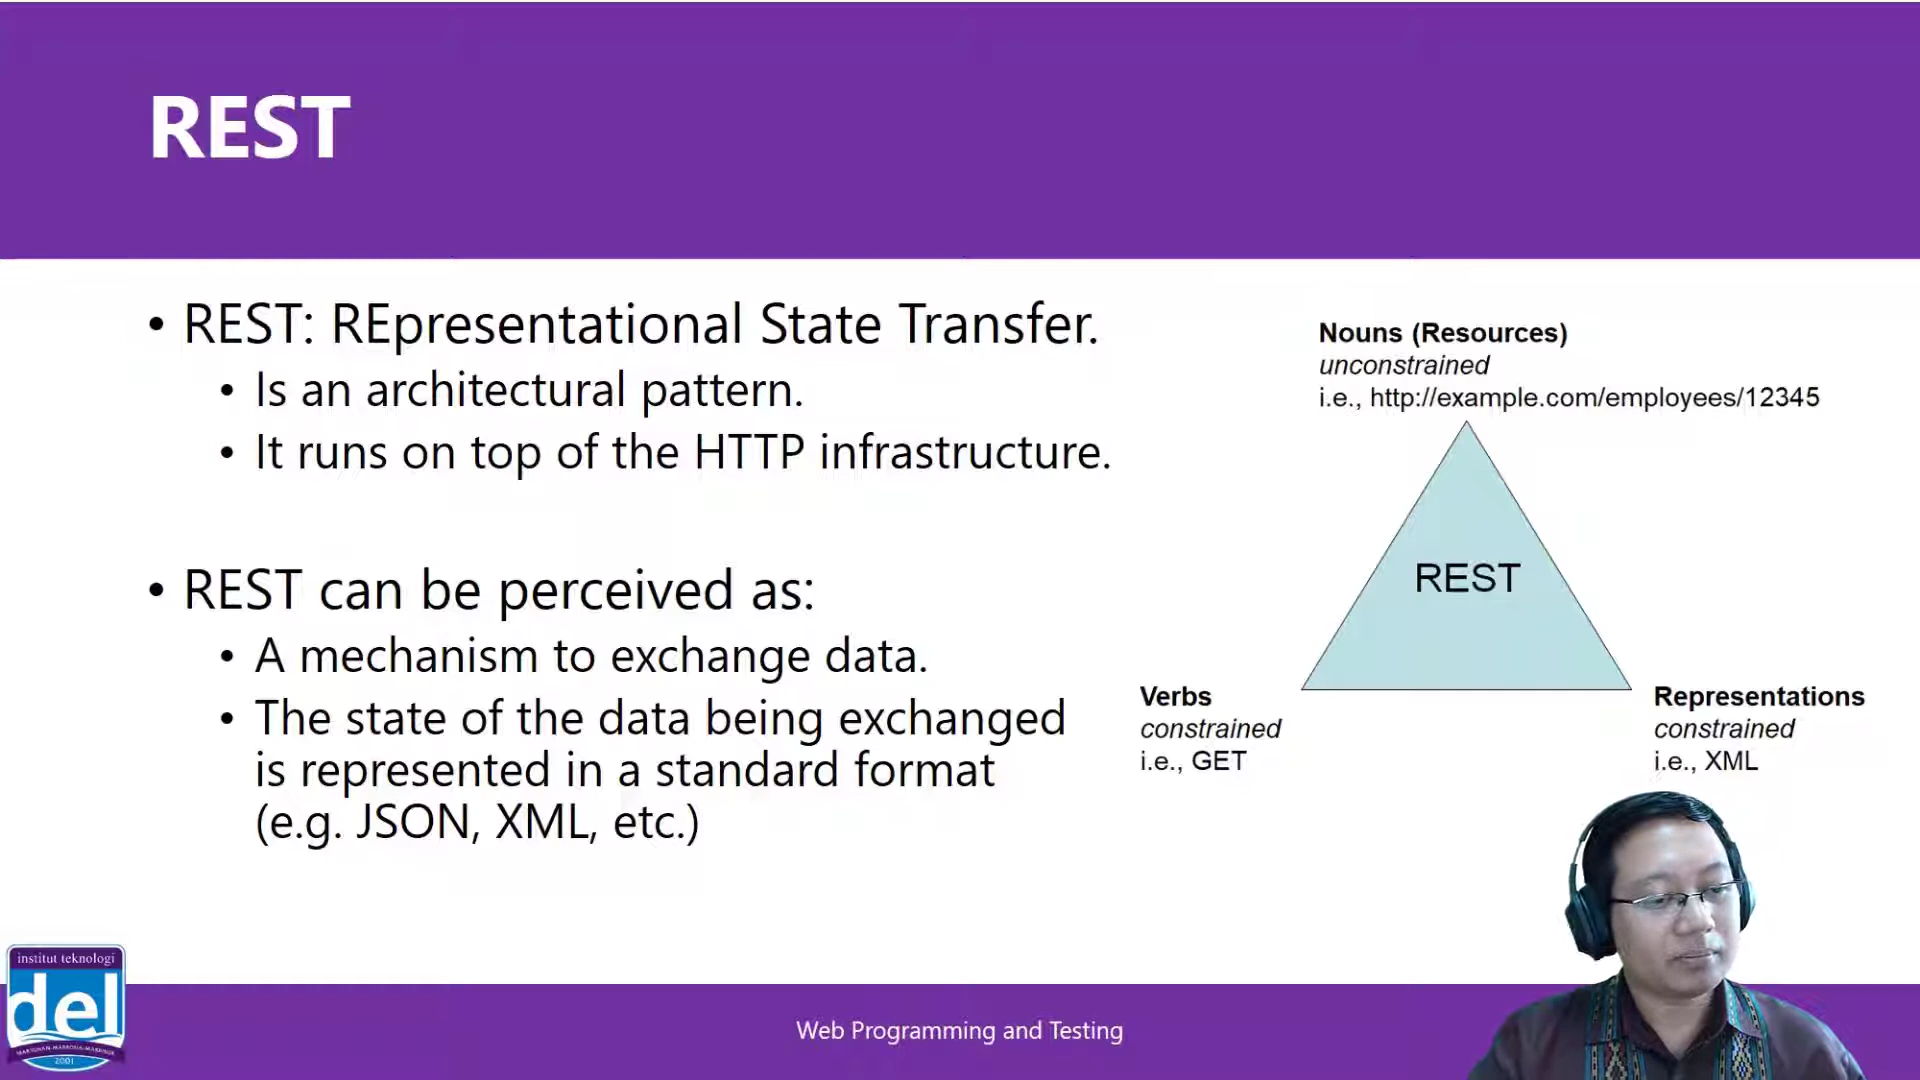 REST
• REST: REpresentational State Transfer.
• Is an architectural pattern.
• It runs on top of the HTTP infrastructure.
• REST can be perceived as:
• A mechanism to exchange data.
• The state of the data being exchanged
is represented in a standard format
(e.g. JSON, XML, etc.)
Nouns (Resources)
unconstrained
i.e., http://example.com/employees/12345
REST
Verbs
constrained
i.e., GET
Representations
constrained
i.e., XML
institut teknologi
del
2001
Web Programming and Testing